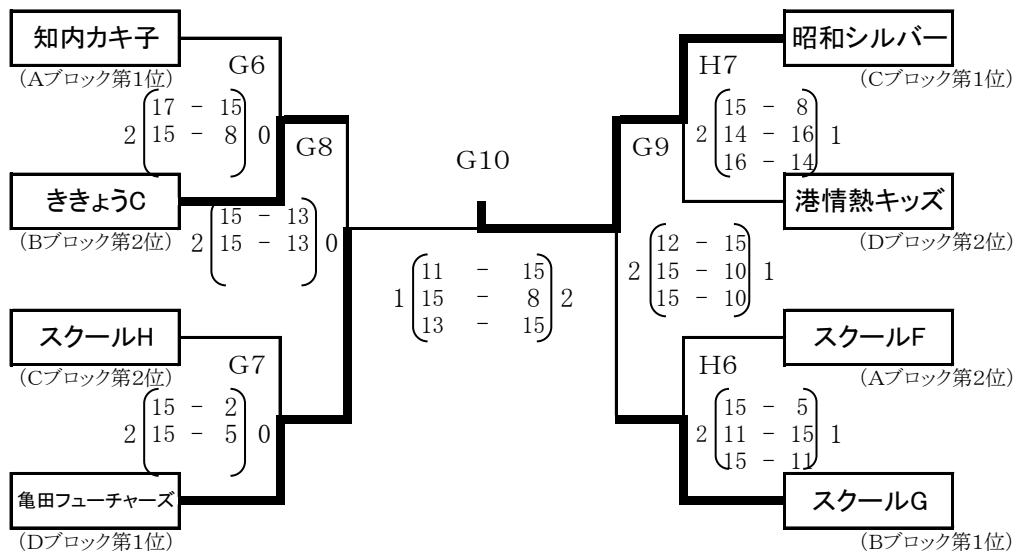 知内カキ子
(Aブロック第1位)
G6
17 - 15
2 15 - 8 0
ききょうC
(Bブロック第2位)
G8
15 - 13
2 15 - 13 0
スクールH
(Cブロック第2位)
G7
15 - 2
2 15 - 5 0
亀田フューチャーズ
(Dブロック第1位)
G10
11 - 15
1 15 - 8 2
13 - 15
昭和シルバー
(Cブロック第1位)
H7
15 - 8
2 14 - 16 1
16 - 14
港情熱キッズ
(Dブロック第2位)
G9
12 - 15
2 15 - 10 1
15 - 10
スクールF
(Aブロック第2位)
H6
15 - 5
2 11 - 15 1
15 - 11
スクールG
(Bブロック第1位)